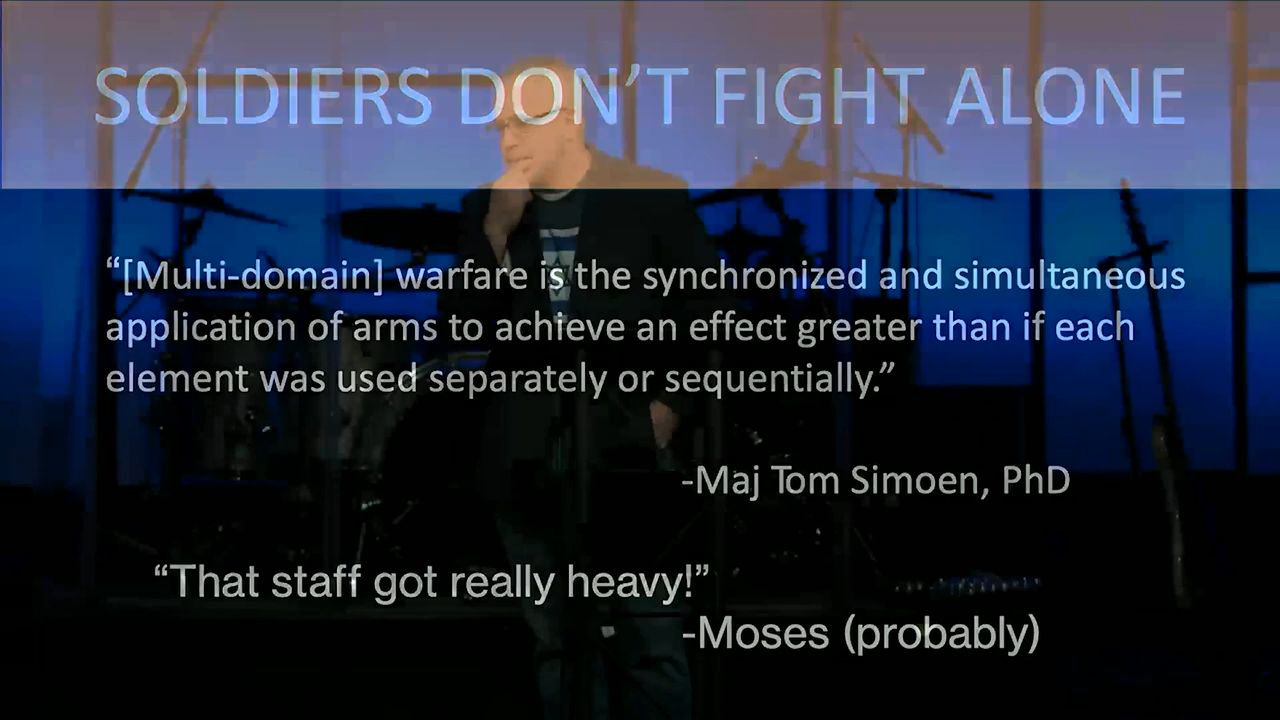 SOLDIERS DON’T FIGHT ALONE
“[Multi-domain] warfare is the synchronized and simultaneous
application of arms to achieve an effect greater than if each
element was used separately or sequentially.”
-Maj Tom Simoen, PhD
“That staff got really heavy!”
-Moses (probably)